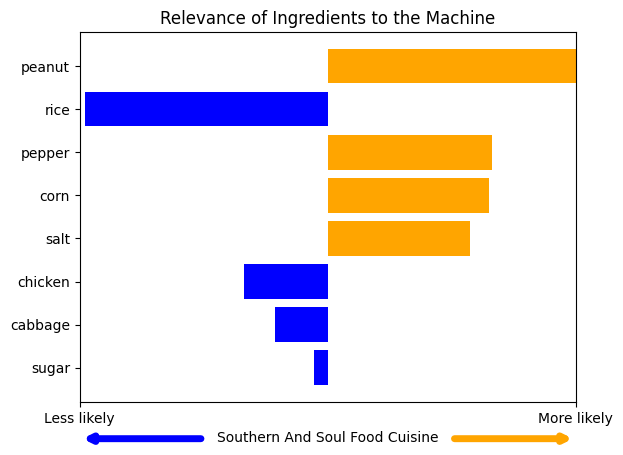 Relevance of Ingredients to the Machine
peanut
rice
pepper
corn
salt
chicken
cabbage
sugar
Less likely
More likely
Southern And Soul Food Cuisine